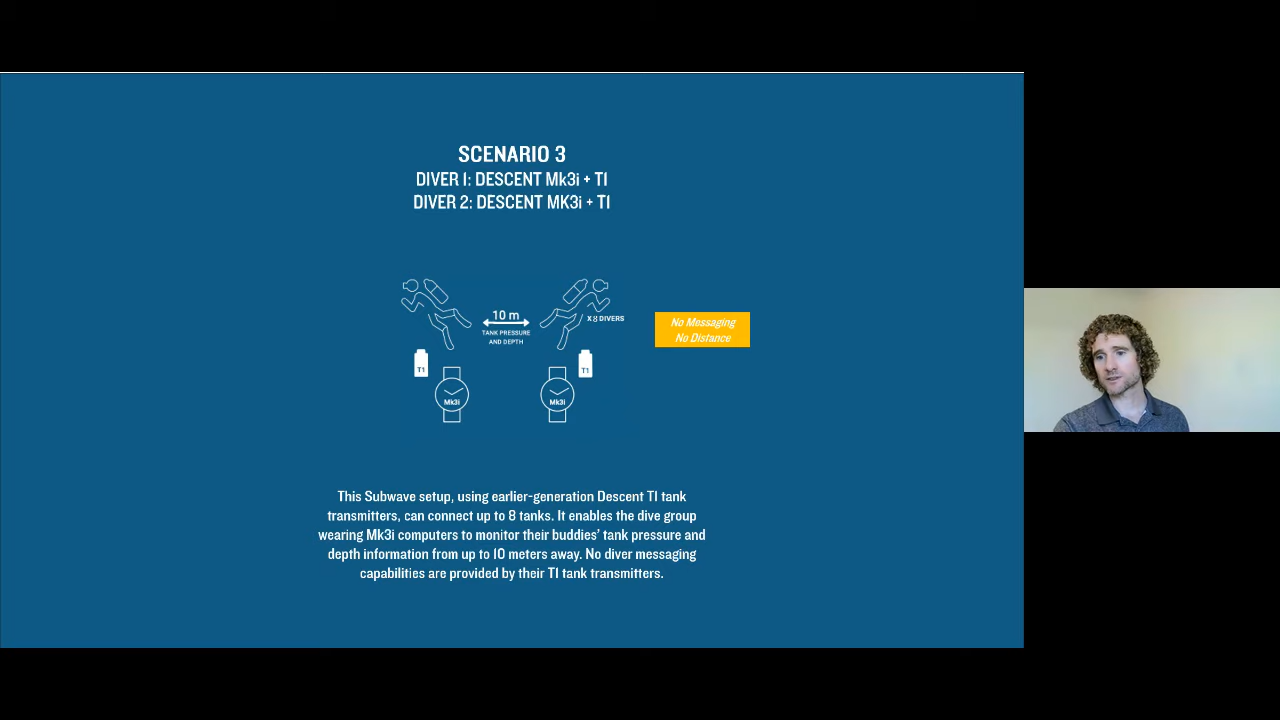 SCENARIO 3
DIVER 1: DESCENT Mk3i + T1
DIVER 2: DESCENT MK3i + T1
10 m
TANK PRESSURE
AND DEPTH
X 8 DIVERS
No Messaging
No Distance
T1
T1
Mk3i
Mk3i
This Subwave setup, using earlier-generation Descent T1 tank
transmitters, can connect up to 8 tanks. It enables the dive group
wearing Mk3i computers to monitor their buddies' tank pressure and
depth information from up to 10 meters away. No diver messaging
capabilities are provided by their T1 tank transmitters.